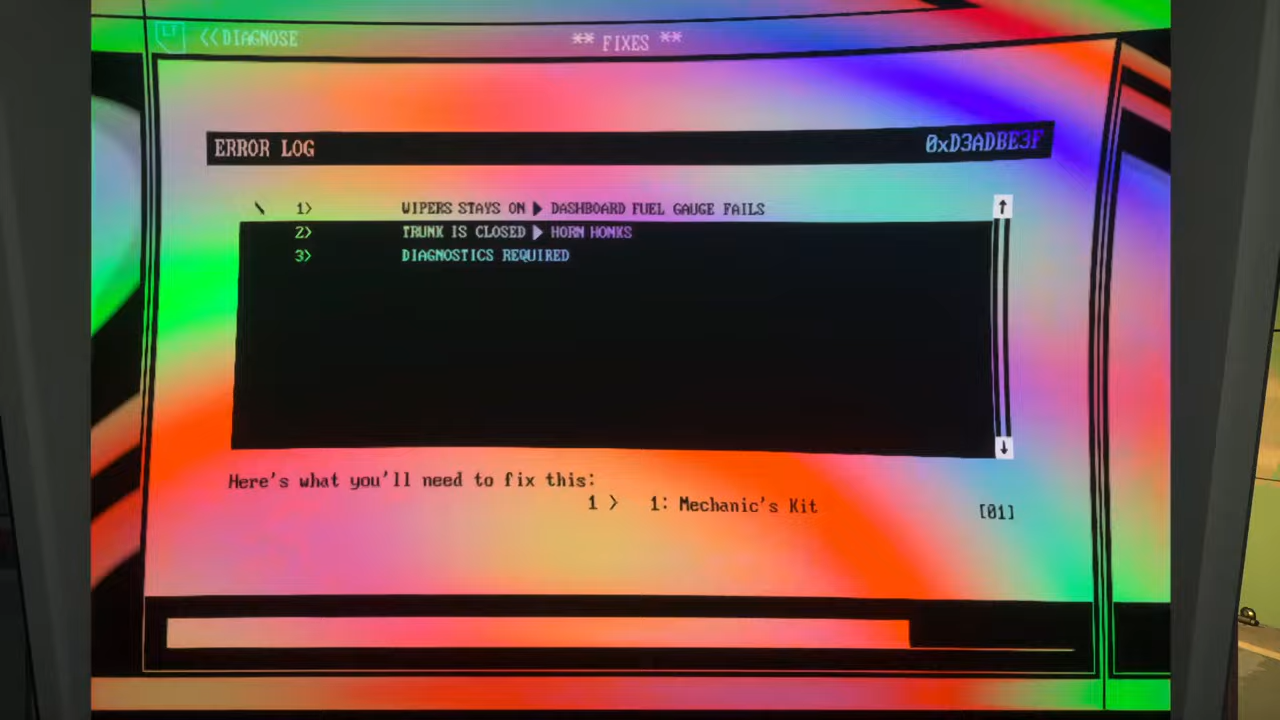 LT <<DIAGNOSE ** FIXES **
ERROR LOG 0xD3ADBE3F
1> WIPERS STAYS ON ▶ DASHBOARD FUEL GAUGE FAILS
2> TRUNK IS CLOSED ▶ HORN HONKS
3> DIAGNOSTICS REQUIRED
Here's what you'll need to fix this:
1 > 1: Mechanic's Kit [01]